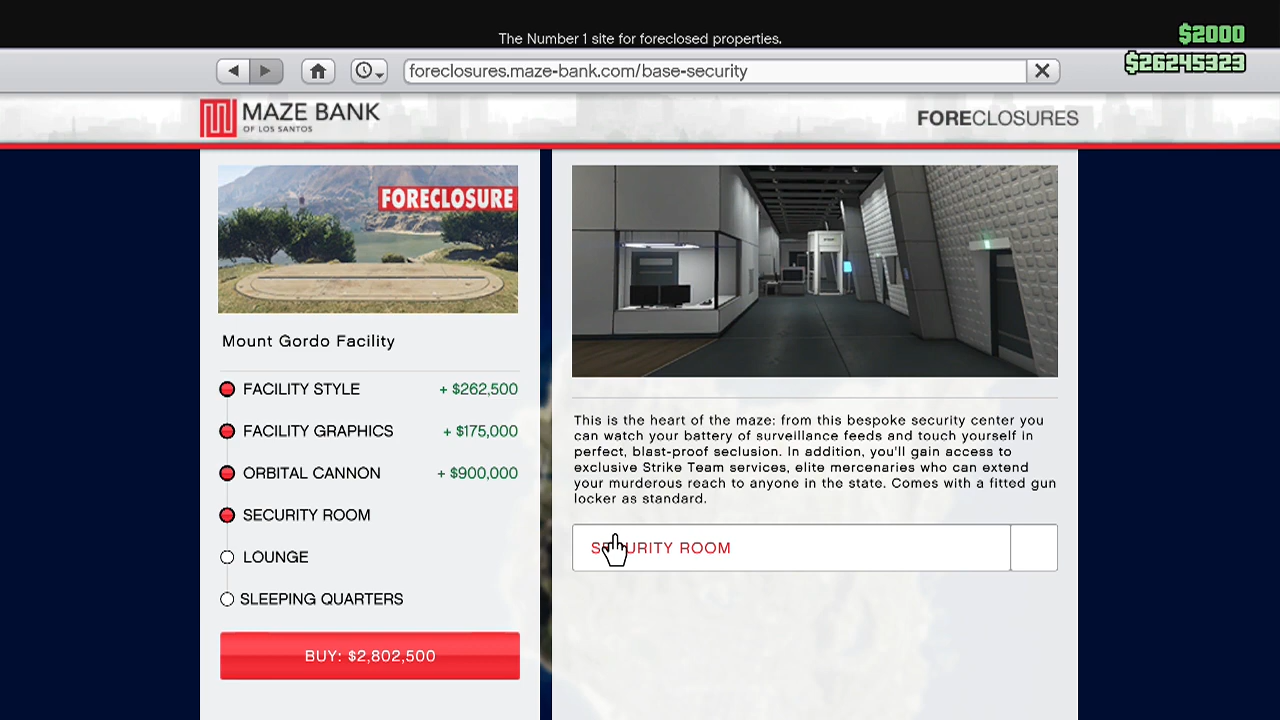 The Number 1 site for foreclosed properties.
$2000
$26245323
foreclosures.maze-bank.com/base-security
MAZE BANK
OF LOS SANTOS
FORECLOSURES
FORECLOSURE
Mount Gordo Facility
FACILITY STYLE + $262,500
FACILITY GRAPHICS + $175,000
ORBITAL CANNON + $900,000
SECURITY ROOM
LOUNGE
SLEEPING QUARTERS
BUY: $2,802,500
This is the heart of the maze: from this bespoke security center you
can watch your battery of surveillance feeds and touch yourself in
perfect, blast-proof seclusion. In addition, you'll gain access to
exclusive Strike Team services, elite mercenaries who can extend
your murderous reach to anyone in the state. Comes with a fitted gun
locker as standard.
SECURITY ROOM